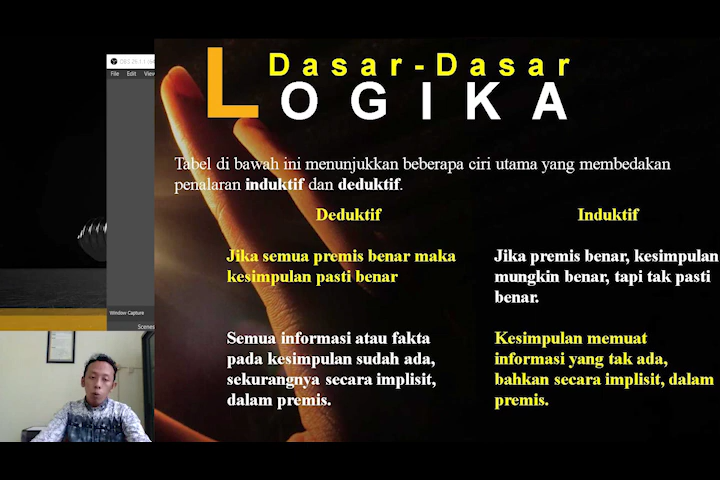 Dasar-Dasar
LOGIKA
File Edit View
Tabel di bawah ini menunjukkan beberapa ciri utama yang membedakan
penalaran induktif dan deduktif.
Deduktif
Induktif
Jika semua premis benar maka
kesimpulan pasti benar
Jika premis benar, kesimpulan
mungkin benar, tapi tak pasti
benar.
Window Capture
Scenes
Semua informasi atau fakta
pada kesimpulan sudah ada,
sekurangnya secara implisit,
dalam premis.
Kesimpulan memuat
informasi yang tak ada,
bahkan secara implisit, dalam
premis.